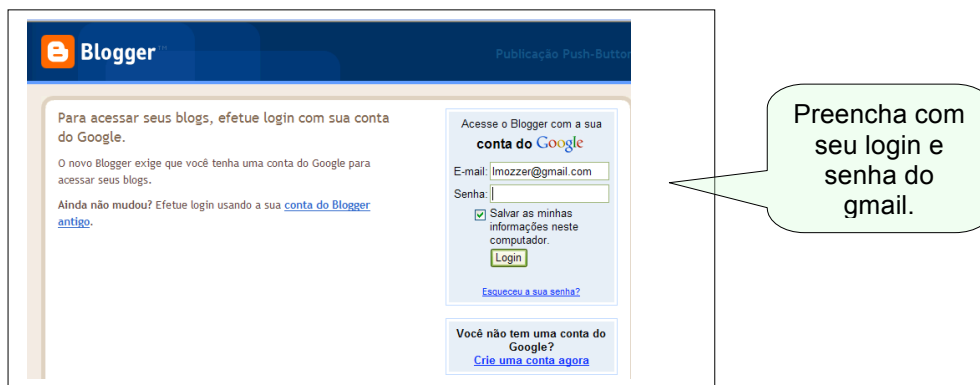 Blogger™
Publicação Push-Button
Para acessar seus blogs, efetue login com sua conta
do Google.
O novo Blogger exige que você tenha uma conta do Google para
acessar seus blogs.
Ainda não mudou? Efetue login usando a sua conta do Blogger
antigo.
Acesse o Blogger com a sua
conta do Google
E-mail: lmozzer@gmail.com
Senha:
Salvar as minhas
informações neste
computador.
Login
Esqueceu a sua senha?
Você não tem uma conta do
Google?
Crie uma conta agora
Preencha com
seu login e
senha do
gmail.